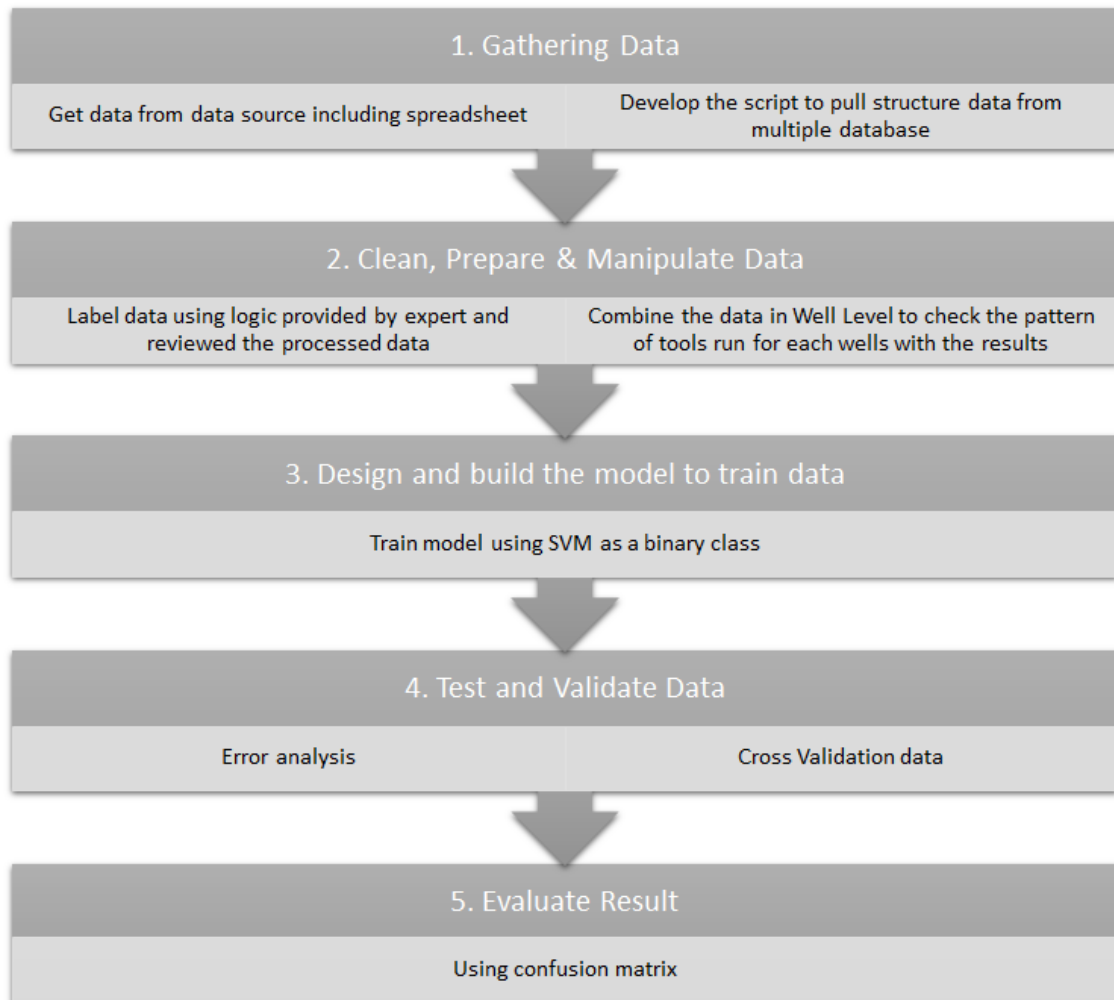 1. Gathering Data
Get data from data source including spreadsheet
Develop the script to pull structure data from
multiple database
2. Clean, Prepare & Manipulate Data
Label data using logic provided by expert and
reviewed the processed data
Combine the data in Well Level to check the pattern
of tools run for each wells with the results
3. Design and build the model to train data
Train model using SVM as a binary class
4. Test and Validate Data
Error analysis
Cross Validation data
5. Evaluate Result
Using confusion matrix